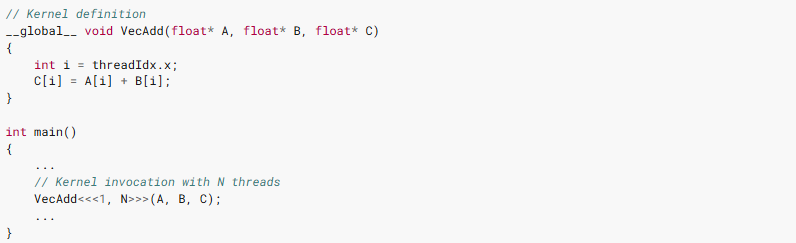 // Kernel definition
__global__ void VecAdd(float* A, float* B, float* C)
{
    int i = threadIdx.x;
    C[i] = A[i] + B[i];
}

int main()
{
    ...
    // Kernel invocation with N threads
    VecAdd<<<1, N>>>(A, B, C);
    ...
}